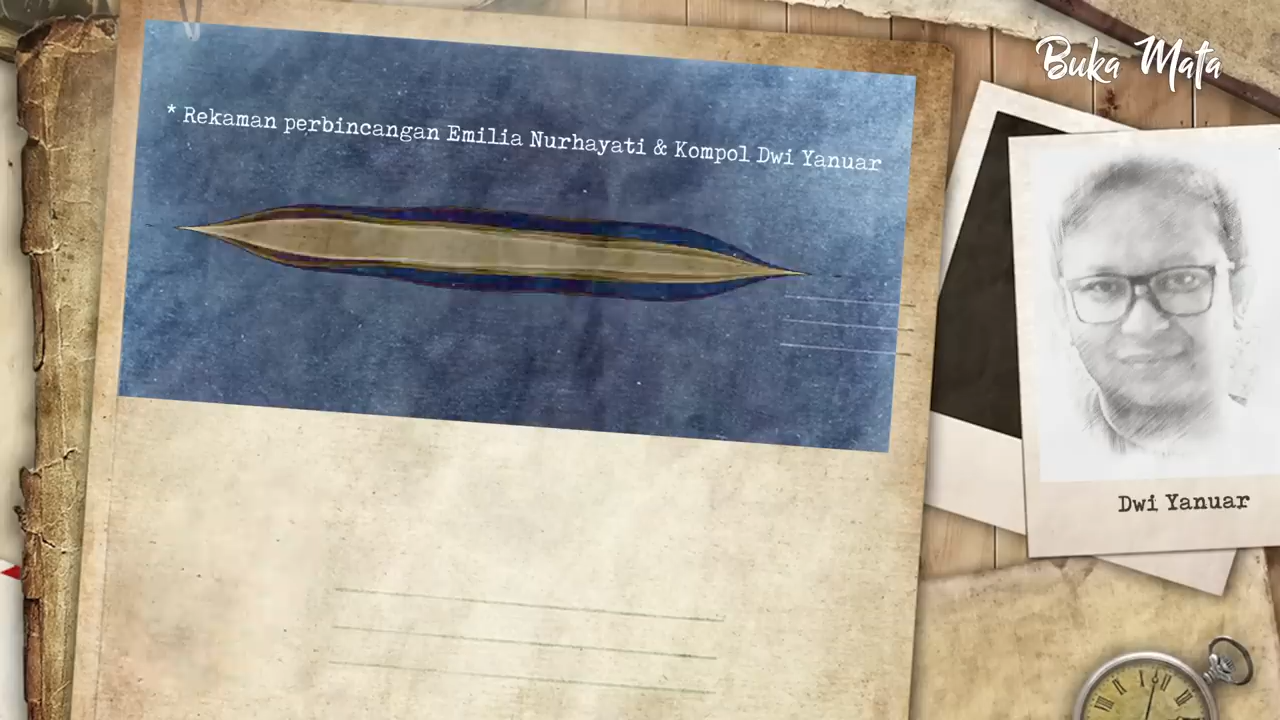 Buka Mata
* Rekaman perbincangan Emilia Nurhayati & Kompol Dwi Yanuar
Dwi Yanuar